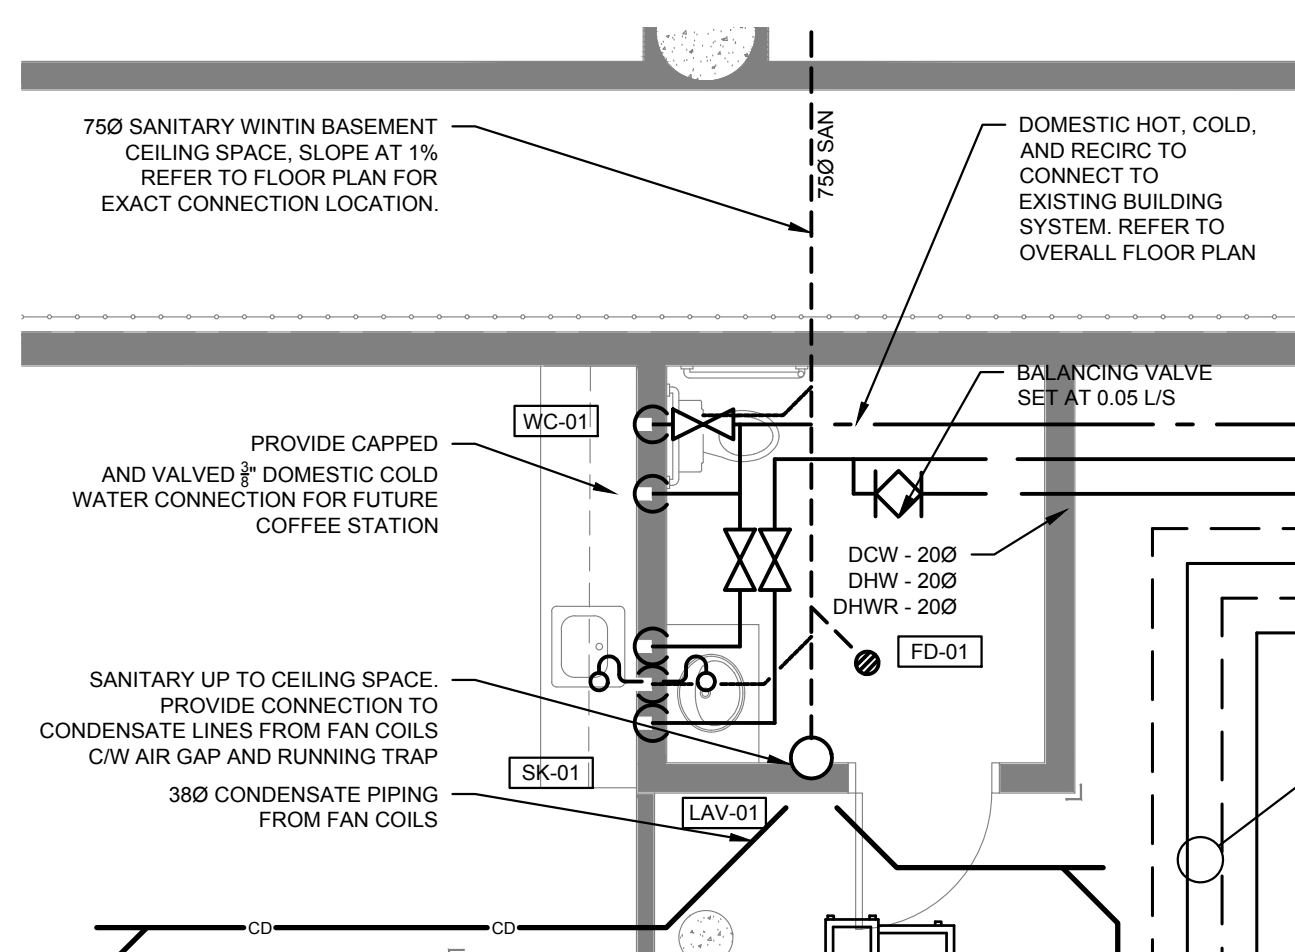 75Ø SANITARY WINTIN BASEMENT
CEILING SPACE, SLOPE AT 1%
REFER TO FLOOR PLAN FOR
EXACT CONNECTION LOCATION.
75Ø SAN
DOMESTIC HOT, COLD,
AND RECIRC TO
CONNECT TO
EXISTING BUILDING
SYSTEM. REFER TO
OVERALL FLOOR PLAN
BALANCING VALVE
SET AT 0.05 L/S
WC-01
PROVIDE CAPPED
AND VALVED 3/8" DOMESTIC COLD
WATER CONNECTION FOR FUTURE
COFFEE STATION
DCW - 20Ø
DHW - 20Ø
DHWR - 20Ø
FD-01
SANITARY UP TO CEILING SPACE.
PROVIDE CONNECTION TO
CONDENSATE LINES FROM FAN COILS
C/W AIR GAP AND RUNNING TRAP
SK-01
38Ø CONDENSATE PIPING
FROM FAN COILS
LAV-01
CD
CD